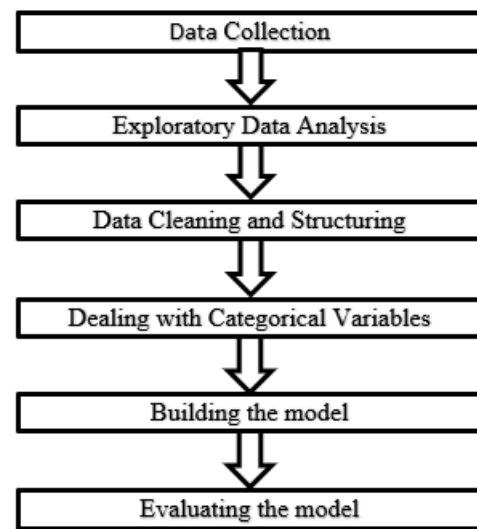 Data Collection
Exploratory Data Analysis
Data Cleaning and Structuring
Dealing with Categorical Variables
Building the model
Evaluating the model